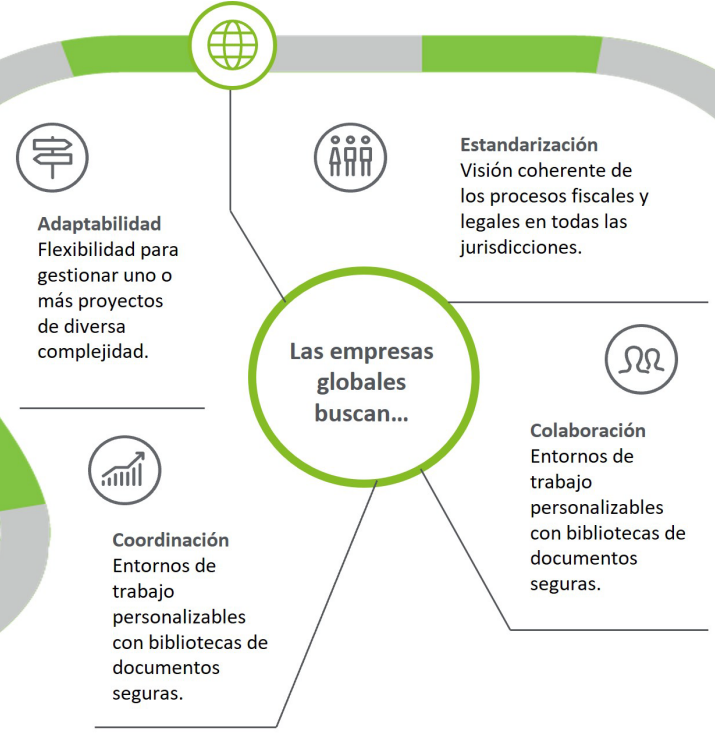 Estandarización
Visión coherente de
los procesos fiscales y
legales en todas las
jurisdicciones.
Adaptabilidad
Flexibilidad para
gestionar uno o
más proyectos
de diversa
complejidad.
Las empresas
globales
buscan...
Colaboración
Entornos de
trabajo
personalizables
con bibliotecas de
documentos
seguras.
Coordinación
Entornos de
trabajo
personalizables
con bibliotecas de
documentos
seguras.